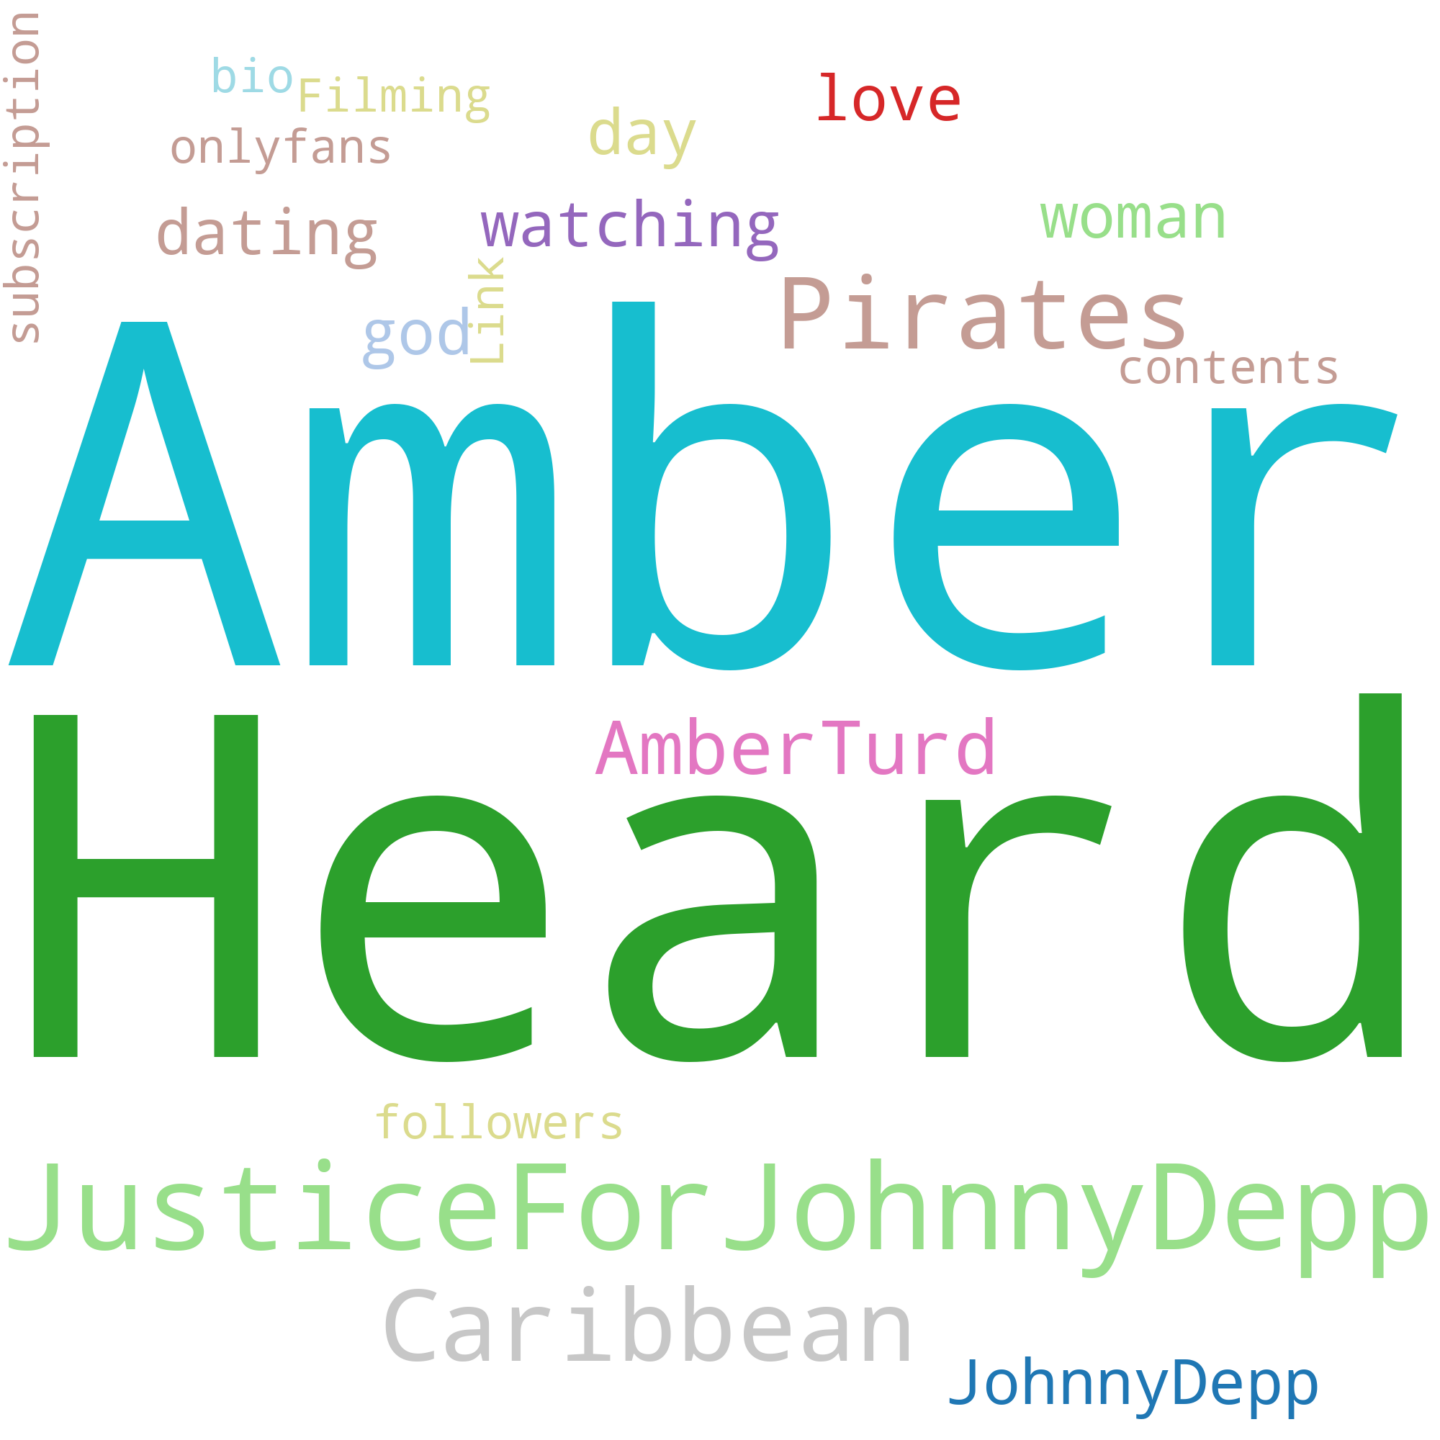 subscription
bio
Filming
love
day
onlyfans
dating
watching
woman
Link
god
Pirates
contents
Amber
AmberTurd
Heard
followers
JusticeForJohnnyDepp
Caribbean
JohnnyDepp